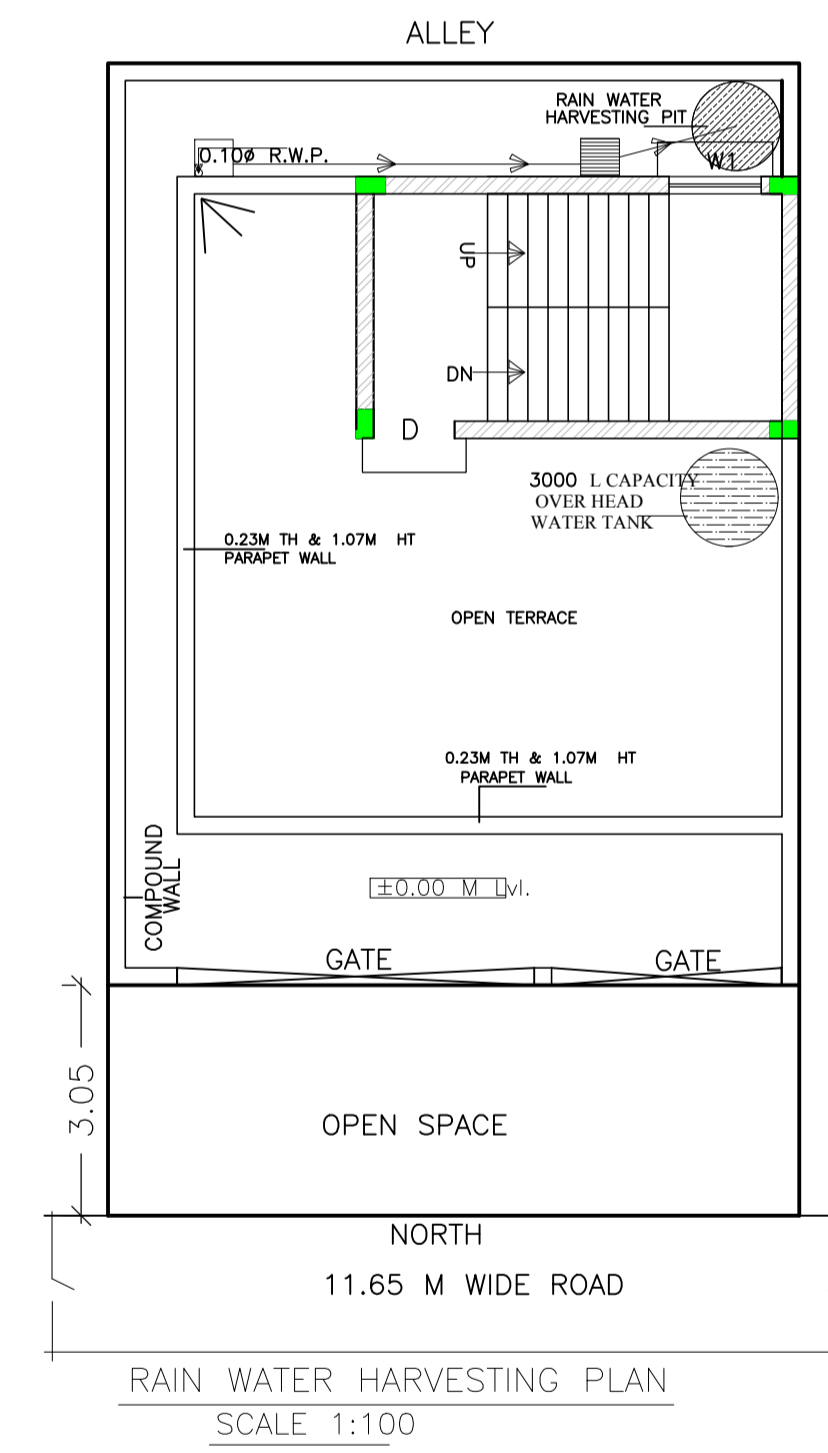 ALLEY
RAIN WATER
HARVESTING PIT
0.10ø R.W.P.
W1
UP
DN
D
3000 L CAPACITY
OVER HEAD
WATER TANK
0.23M TH & 1.07M HT
PARAPET WALL
OPEN TERRACE
0.23M TH & 1.07M HT
PARAPET WALL
COMPOUND
WALL
±0.00 M Lvl.
GATE
GATE
3.05
OPEN SPACE
NORTH
11.65 M WIDE ROAD
RAIN WATER HARVESTING PLAN
SCALE 1:100